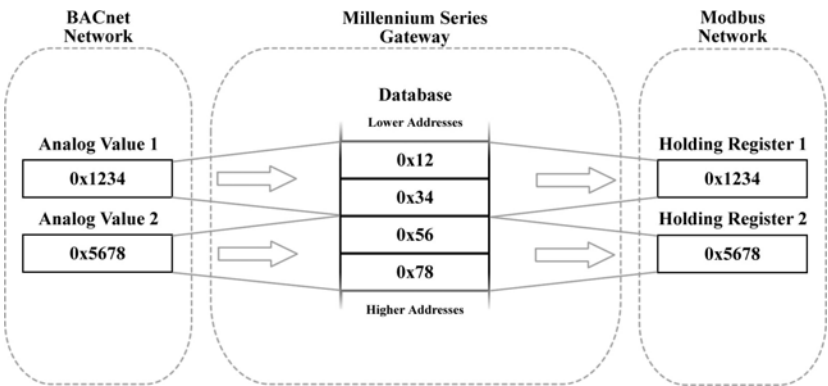 BACnet
Network
Millennium Series
Gateway
Modbus
Network
Database
Lower Addresses
Analog Value 1
0x1234
Analog Value 2
0x5678
0x12
0x34
0x56
0x78
Higher Addresses
Holding Register 1
0x1234
Holding Register 2
0x5678